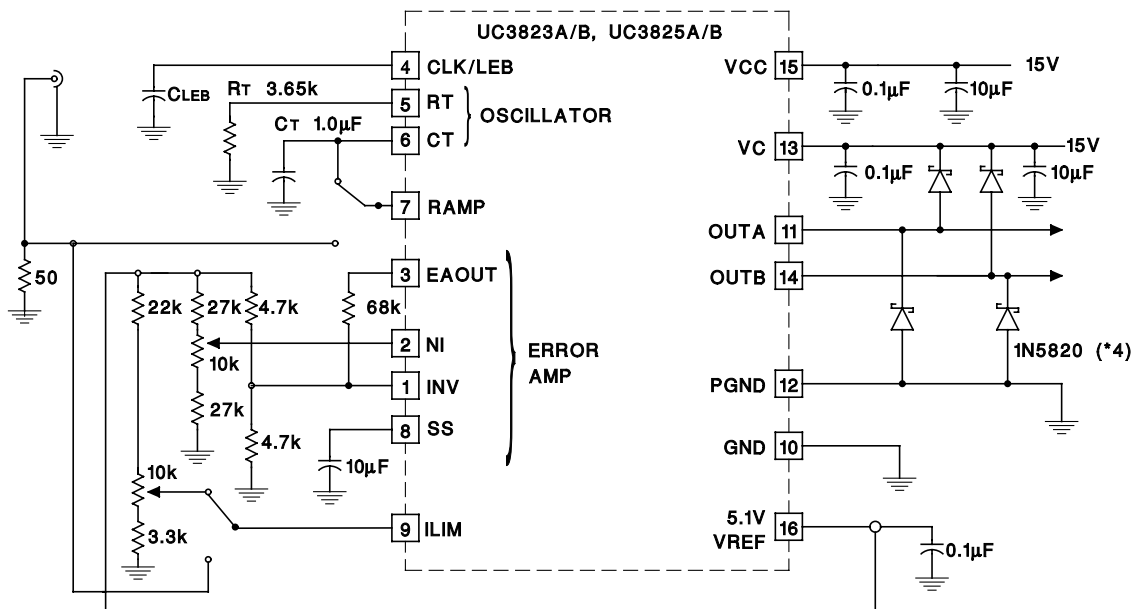 UC3823A/B, UC3825A/B
4 CLK/LEB
CLEB
RT 3.65k
5 RT
OSCILLATOR
CT 1.0µF
6 CT
7 RAMP
50
3 EAOUT
22k
27k
4.7k
68k
2 NI
10k
ERROR
AMP
1 INV
27k
8 SS
4.7k
10µF
10k
9 ILIM
3.3k
VCC 15
15V
0.1µF
10µF
VC 13
15V
0.1µF
10µF
OUTA 11
OUTB 14
1N5820 (*4)
PGND 12
GND 10
5.1V
VREF 16
0.1µF